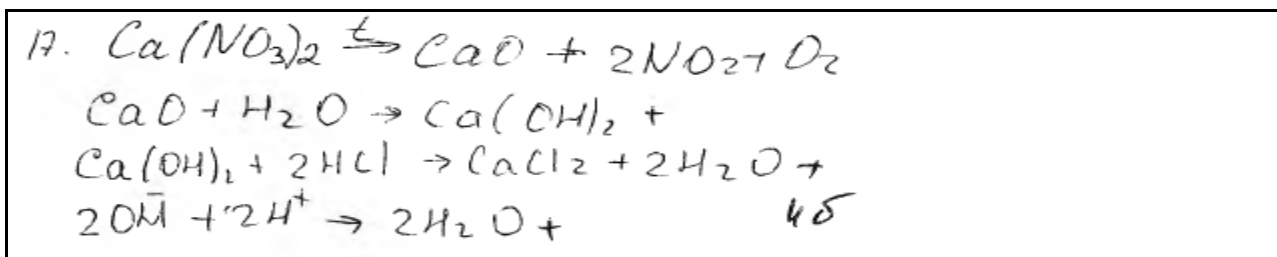 17. Ca(NO₃)₂ →ᵗ CaO + 2NO₂ + O₂
CaO + H₂O → Ca(OH)₂ +
Ca(OH)₂ + 2HCl → CaCl₂ + 2H₂O +
2OH̄ + 2H⁺ → 2H₂O +
4б